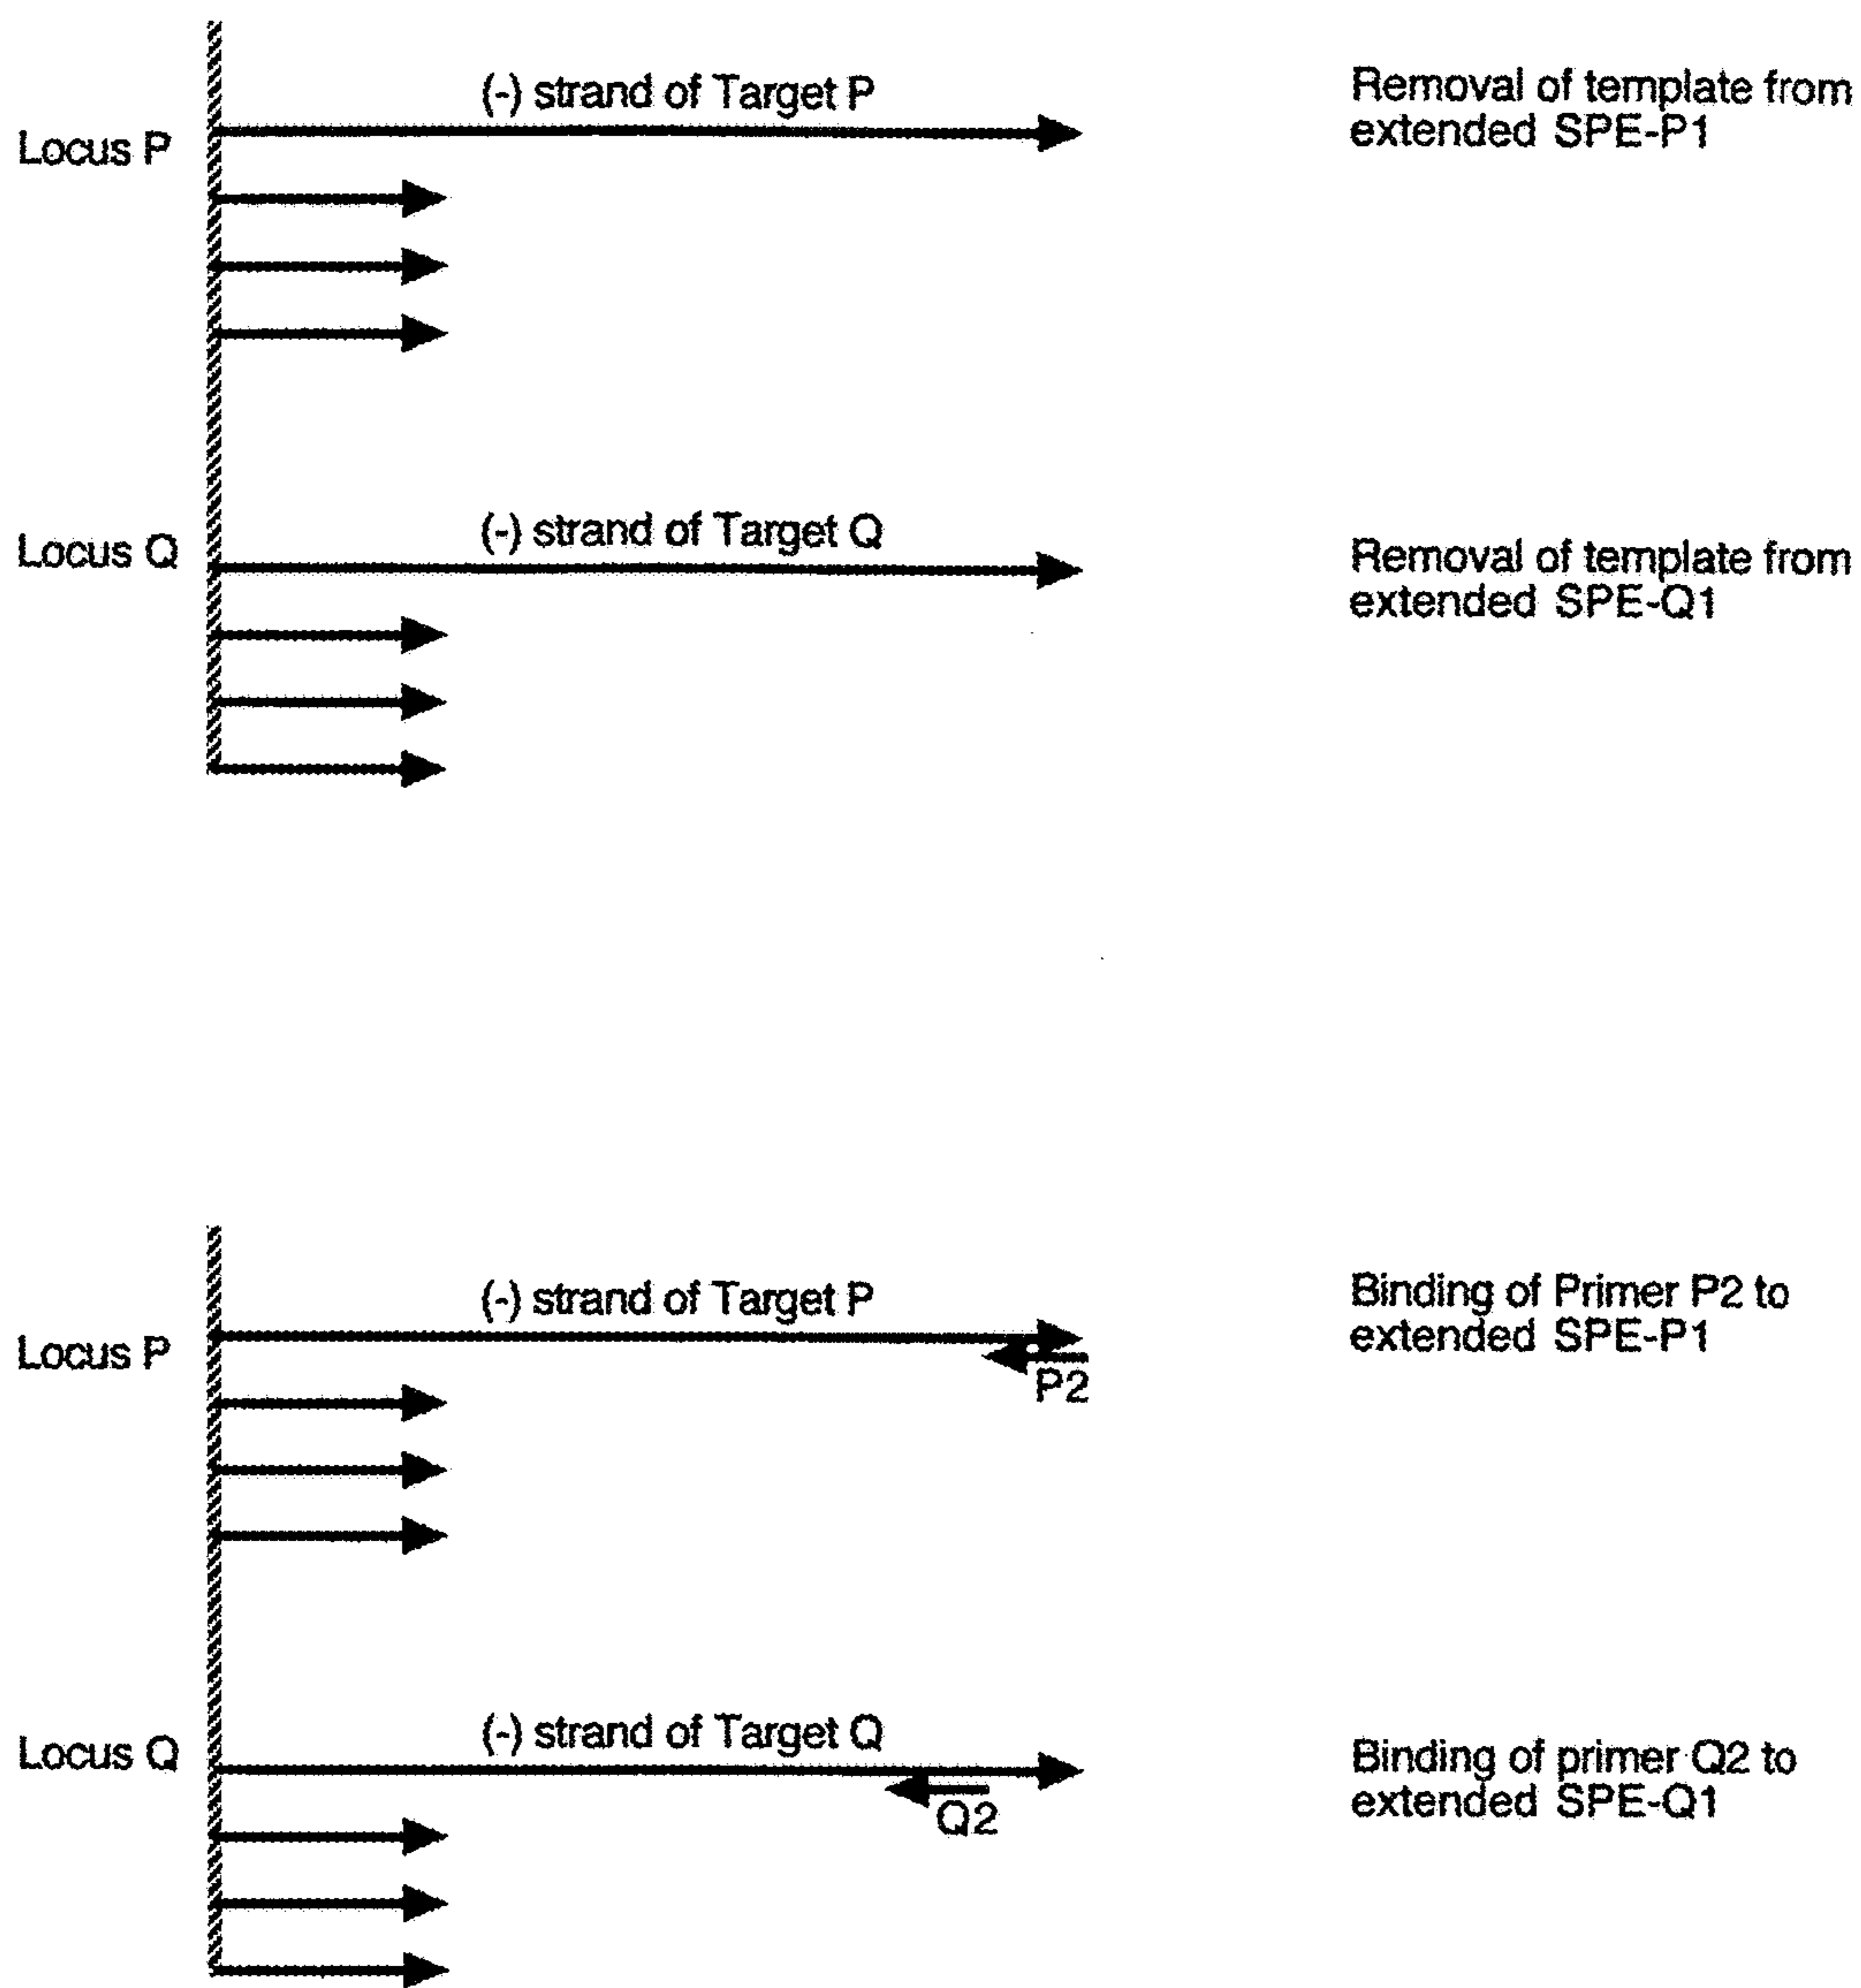 (-) strand of Target P
Removal of template from
extended SPE-P1
Locus P
(-) strand of Target Q
Locus Q
Removal of template from
extended SPE-Q1
(-) strand of Target P
Binding of Primer P2 to
extended SPE-P1
Locus P
P2
(-) strand of Target Q
Locus Q
Binding of primer Q2 to
extended SPE-Q1
Q2